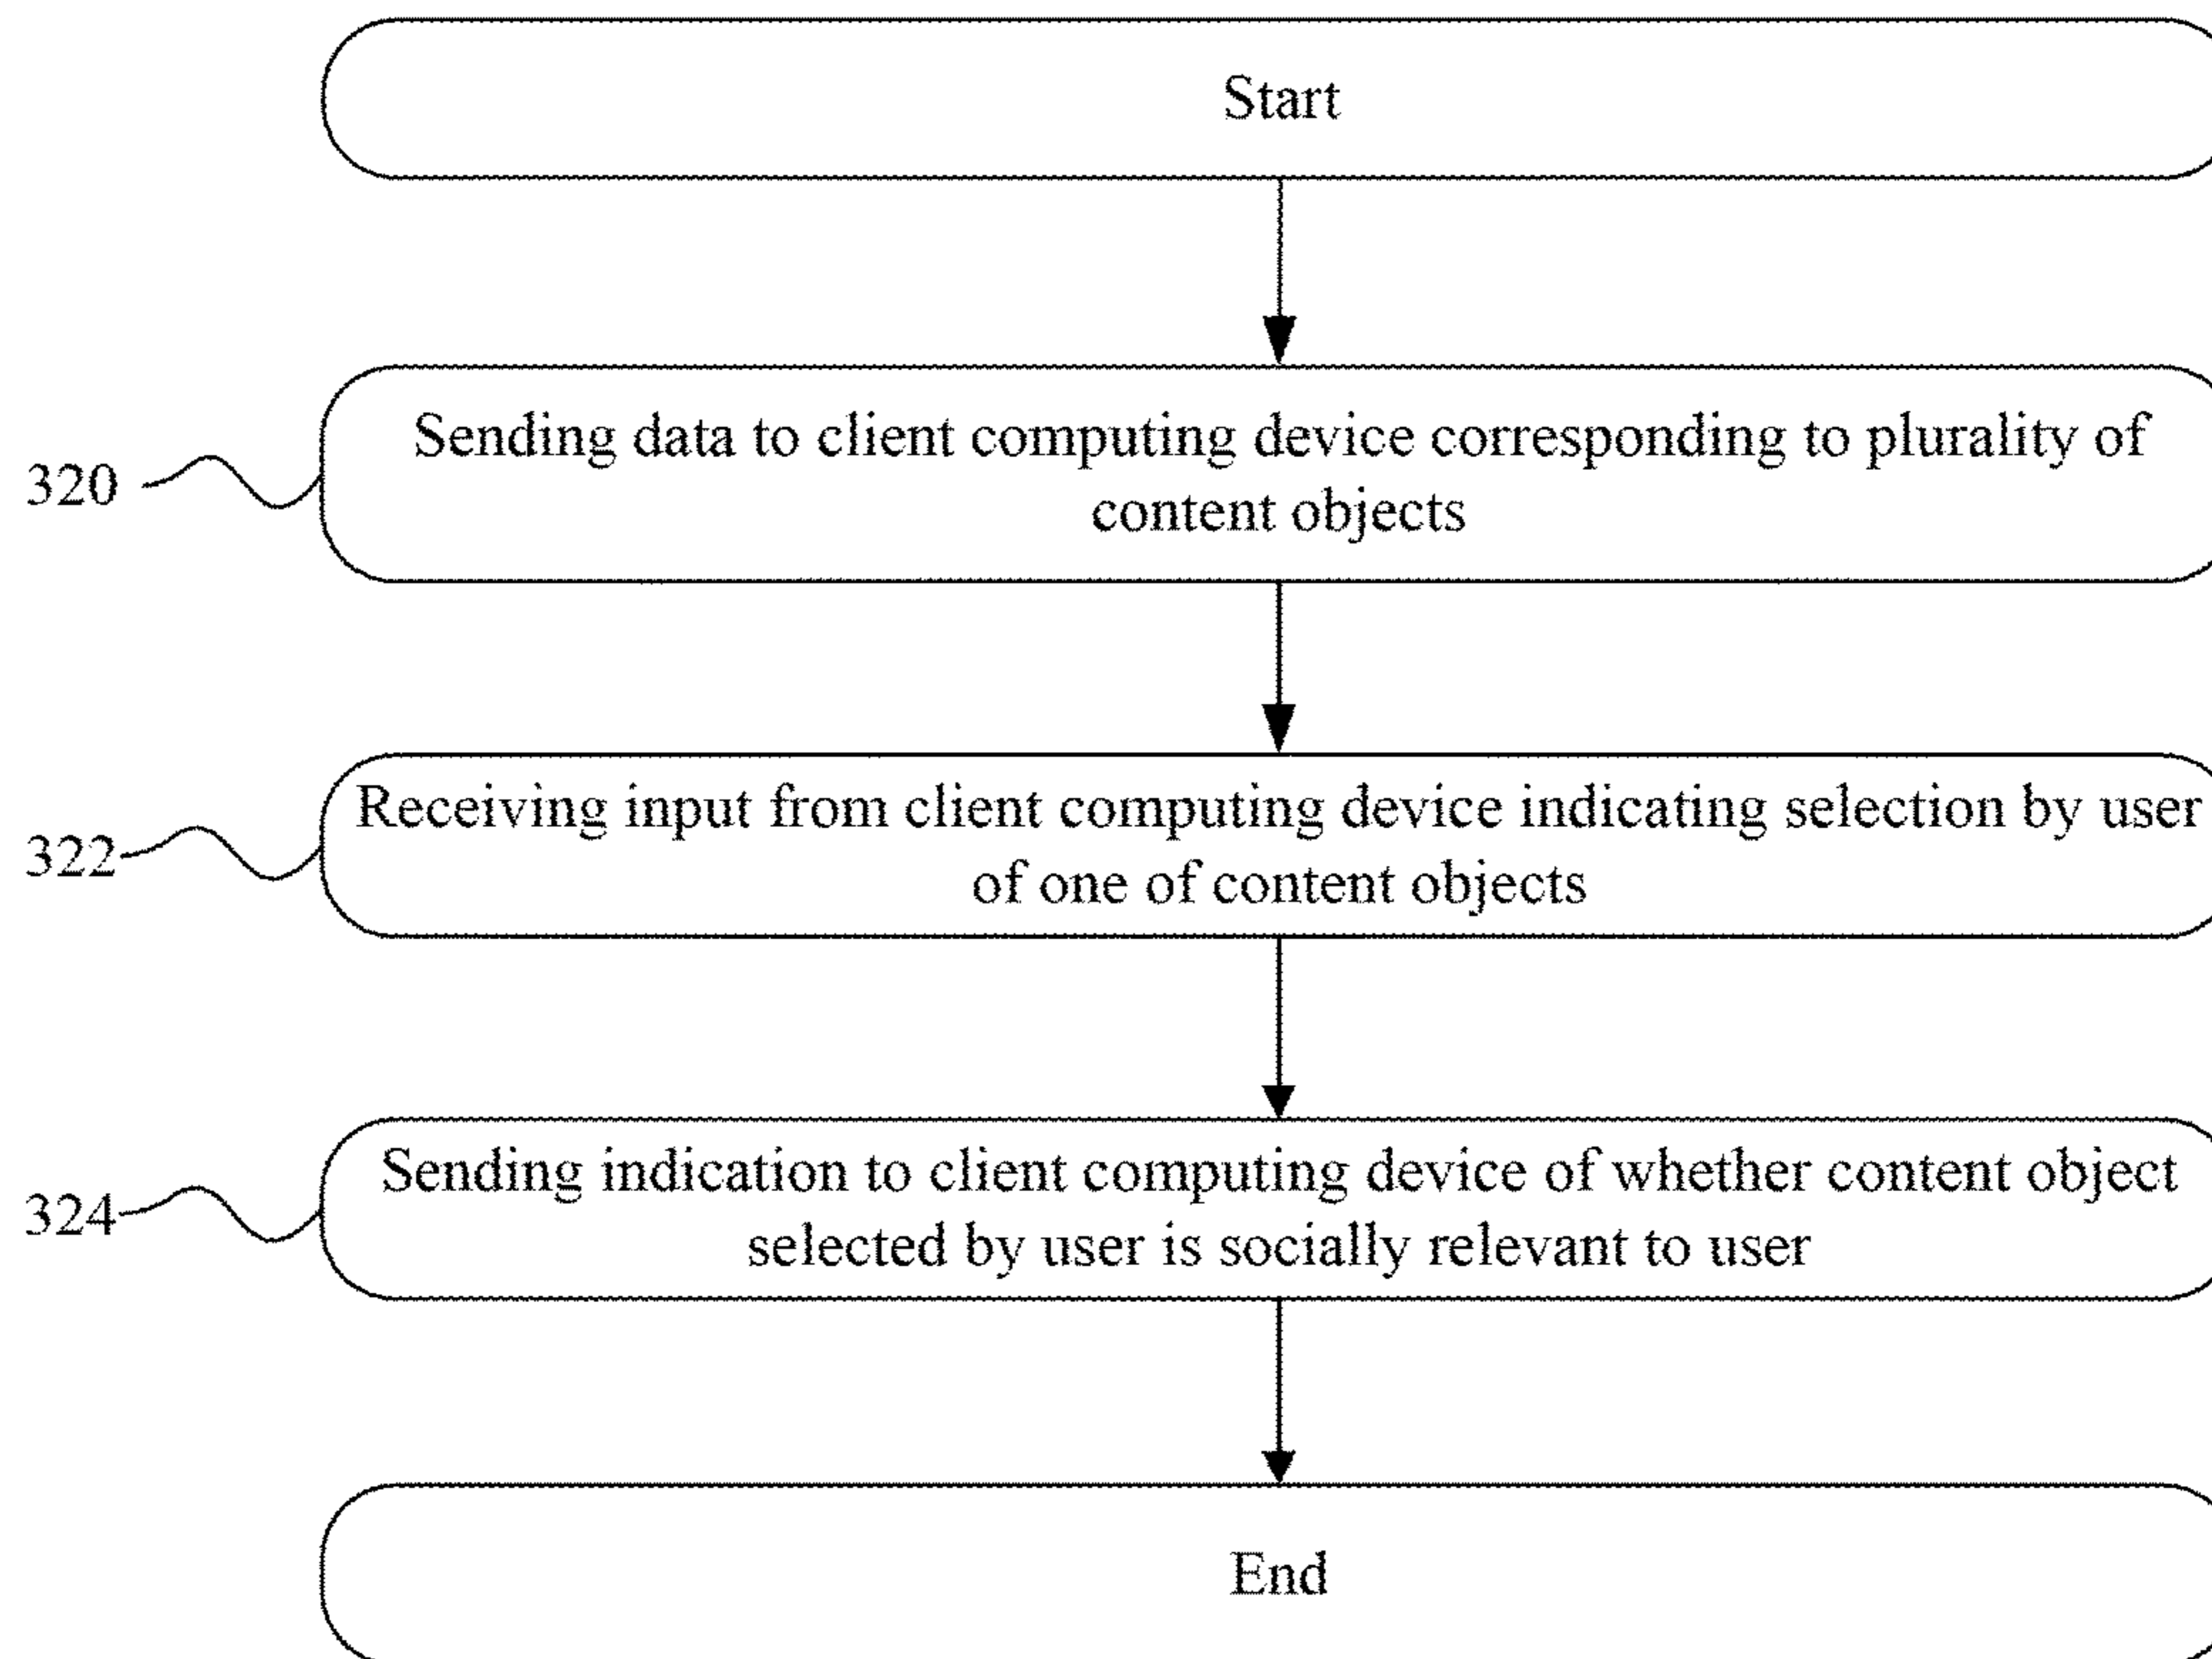 Start
Sending data to client computing device corresponding to plurality of
content objects
320
Receiving input from client computing device indicating selection by user
of one of content objects
322
Sending indication to client computing device of whether content object
selected by user is socially relevant to user
324
End